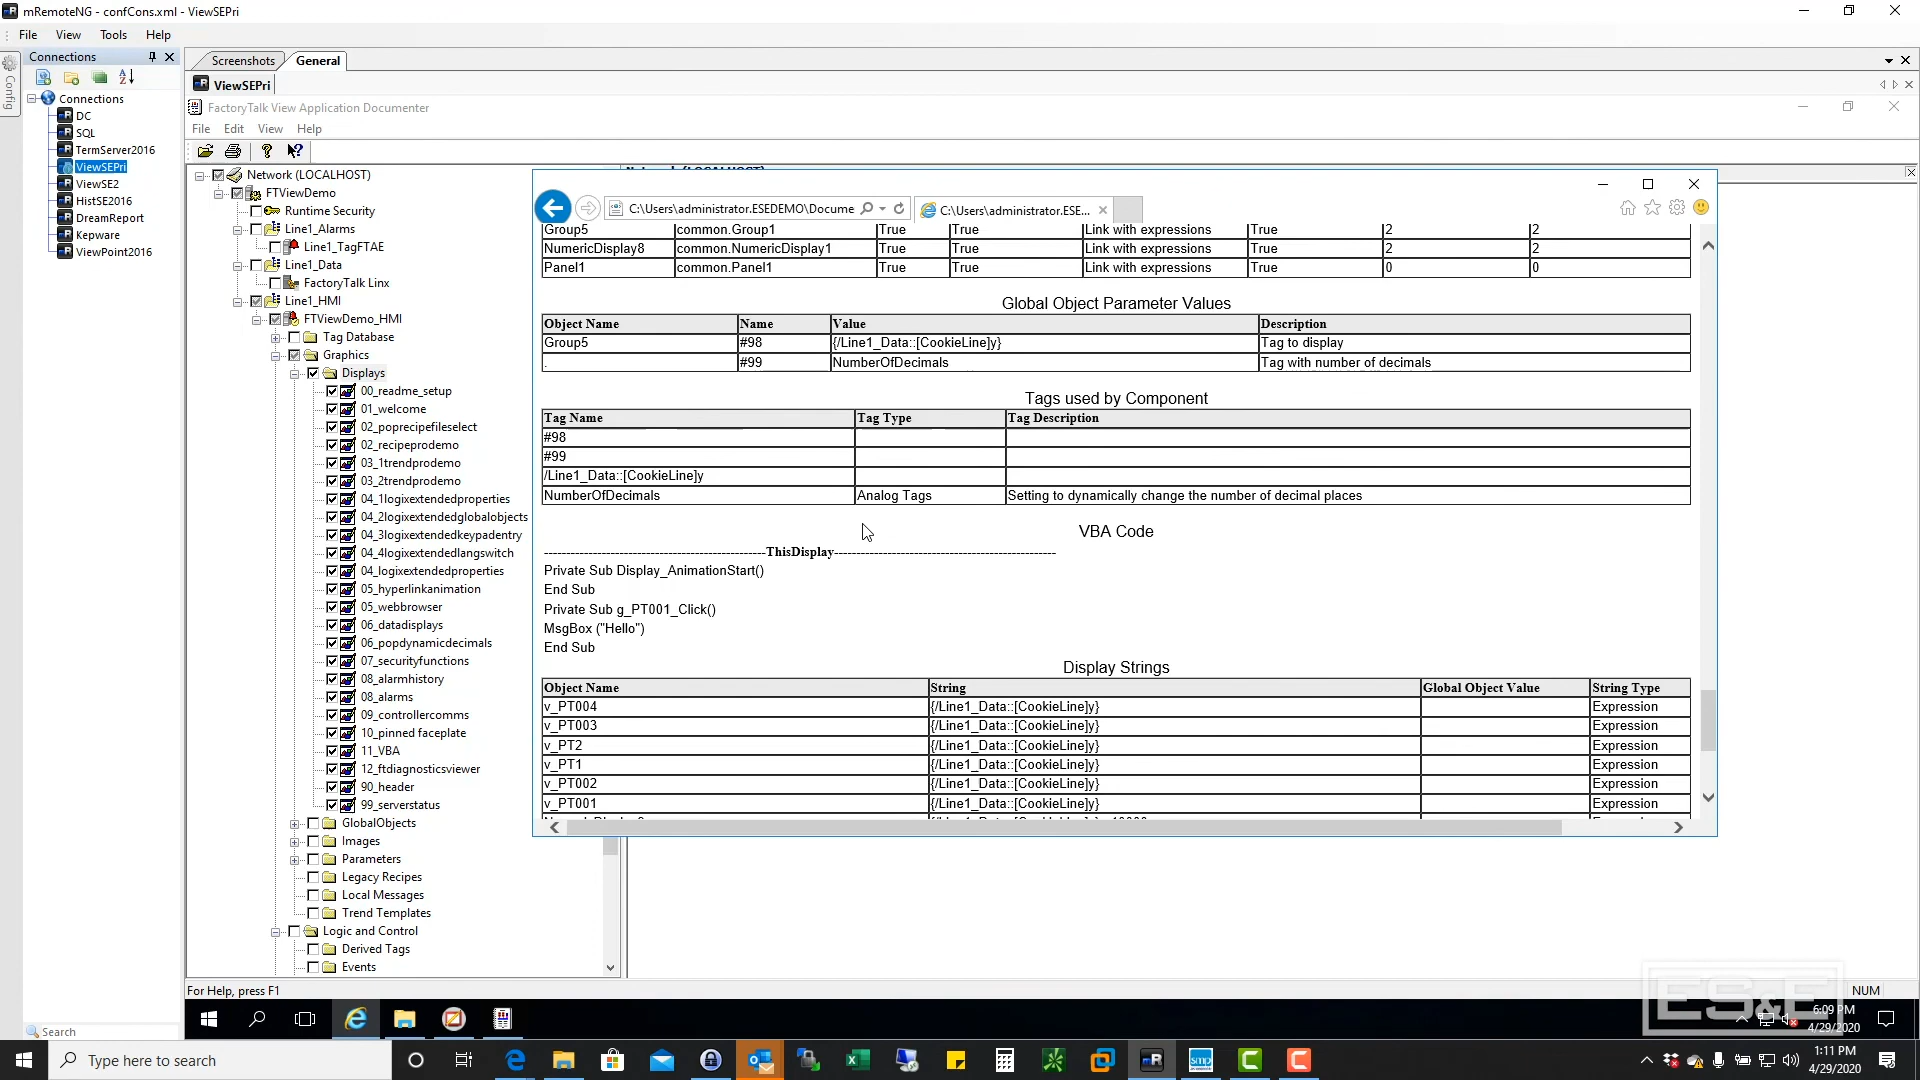 mRemoteNG - confCons.xml - ViewSEPri
File View Tools Help
Config
Connections
Connections
DC
SQL
TermServer2016
ViewSEPri
ViewSE2
HistSE2016
DreamReport
Kepware
ViewPoint2016
Search
Screenshots General
ViewSEPri
FactoryTalk View Application Documenter
File Edit View Help
Network (LOCALHOST)
FTViewDemo
Runtime Security
Line1_Alarms
Line1_TagFTAE
Line1_Data
FactoryTalk Linx
Line1_HMI
FTViewDemo_HMI
Tag Database
Graphics
Displays
00_readme_setup
01_welcome
02_poprecipefileselect
02_recipeprodemo
03_1trendprodemo
03_2trendprodemo
04_1logixextendedproperties
04_2logixextendedglobalobjects
04_3logixextendedkeypadentry
04_4logixextendedlangswitch
04_logixextendedproperties
05_hyperlinkanimation
05_webbrowser
06_datadisplays
06_popdynamicdecimals
07_securityfunctions
08_alarmhistory
08_alarms
09_controllercomms
10_pinned faceplate
11_VBA
12_ftdiagnosticsviewer
90_header
99_serverstatus
GlobalObjects
Images
Parameters
Legacy Recipes
Local Messages
Trend Templates
Logic and Control
Derived Tags
Events
C:\Users\administrator.ESEDEMO\Docume C:\Users\administrator.ESE...
Group5 common.Group1 True True Link with expressions True 2 2
NumericDisplay8 common.NumericDisplay1 True True Link with expressions True 2 2
Panel1 common.Panel1 True True Link with expressions True 0 0
Global Object Parameter Values
Object Name Name Value Description
Group5 #98 {/Line1_Data::[CookieLine]y} Tag to display
. #99 NumberOfDecimals Tag with number of decimals
Tags used by Component
Tag Name Tag Type Tag Description
#98
#99
/Line1_Data::[CookieLine]y
NumberOfDecimals Analog Tags Setting to dynamically change the number of decimal places
VBA Code
-------------------------------------------------ThisDisplay-------------------------------------------------
Private Sub Display_AnimationStart()
End Sub
Private Sub g_PT001_Click()
MsgBox ("Hello")
End Sub
Display Strings
Object Name String Global Object Value String Type
v_PT004 {/Line1_Data::[CookieLine]y} Expression
v_PT003 {/Line1_Data::[CookieLine]y} Expression
v_PT2 {/Line1_Data::[CookieLine]y} Expression
v_PT1 {/Line1_Data::[CookieLine]y} Expression
v_PT002 {/Line1_Data::[CookieLine]y} Expression
v_PT001 {/Line1_Data::[CookieLine]y} Expression
For Help, press F1 NUM
ES&E
6:09 PM
4/29/2020
Type here to search
1:11 PM
4/29/2020